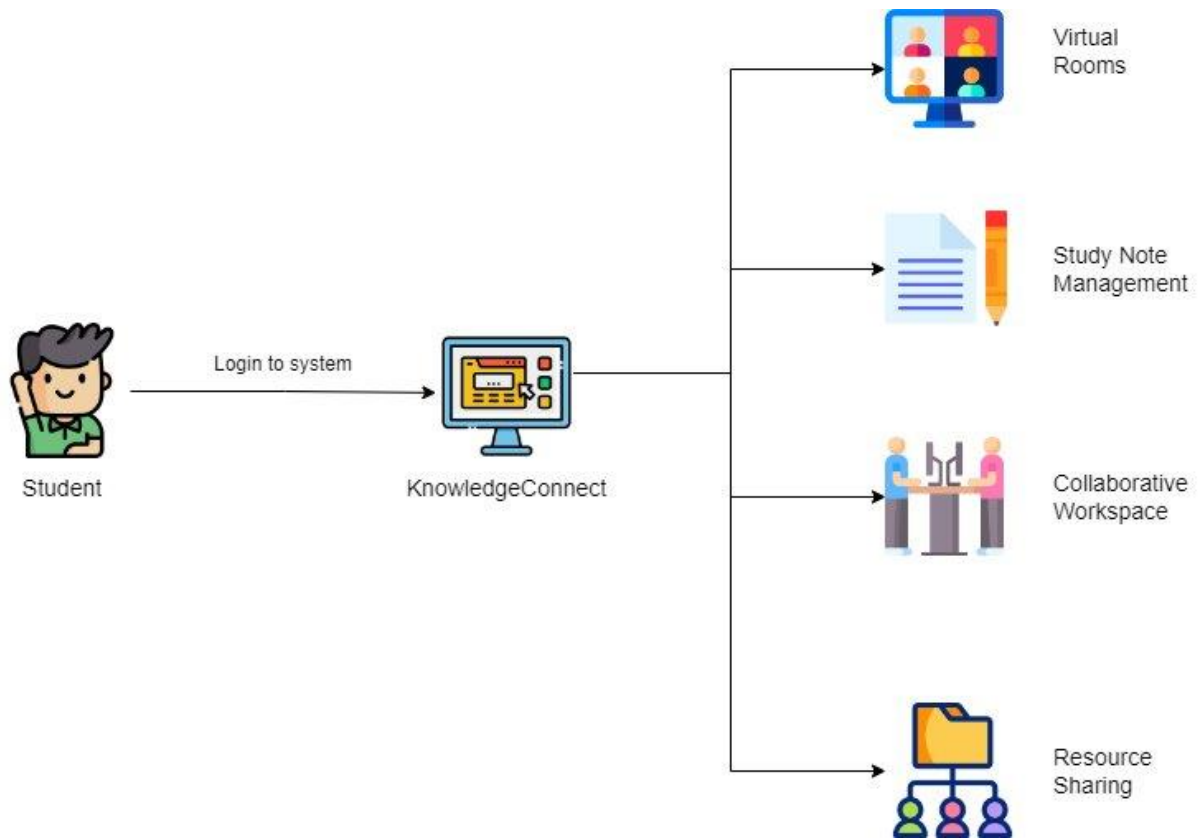 Virtual
Rooms
Study Note
Management
Login to system
Student
KnowledgeConnect
Collaborative
Workspace
Resource
Sharing